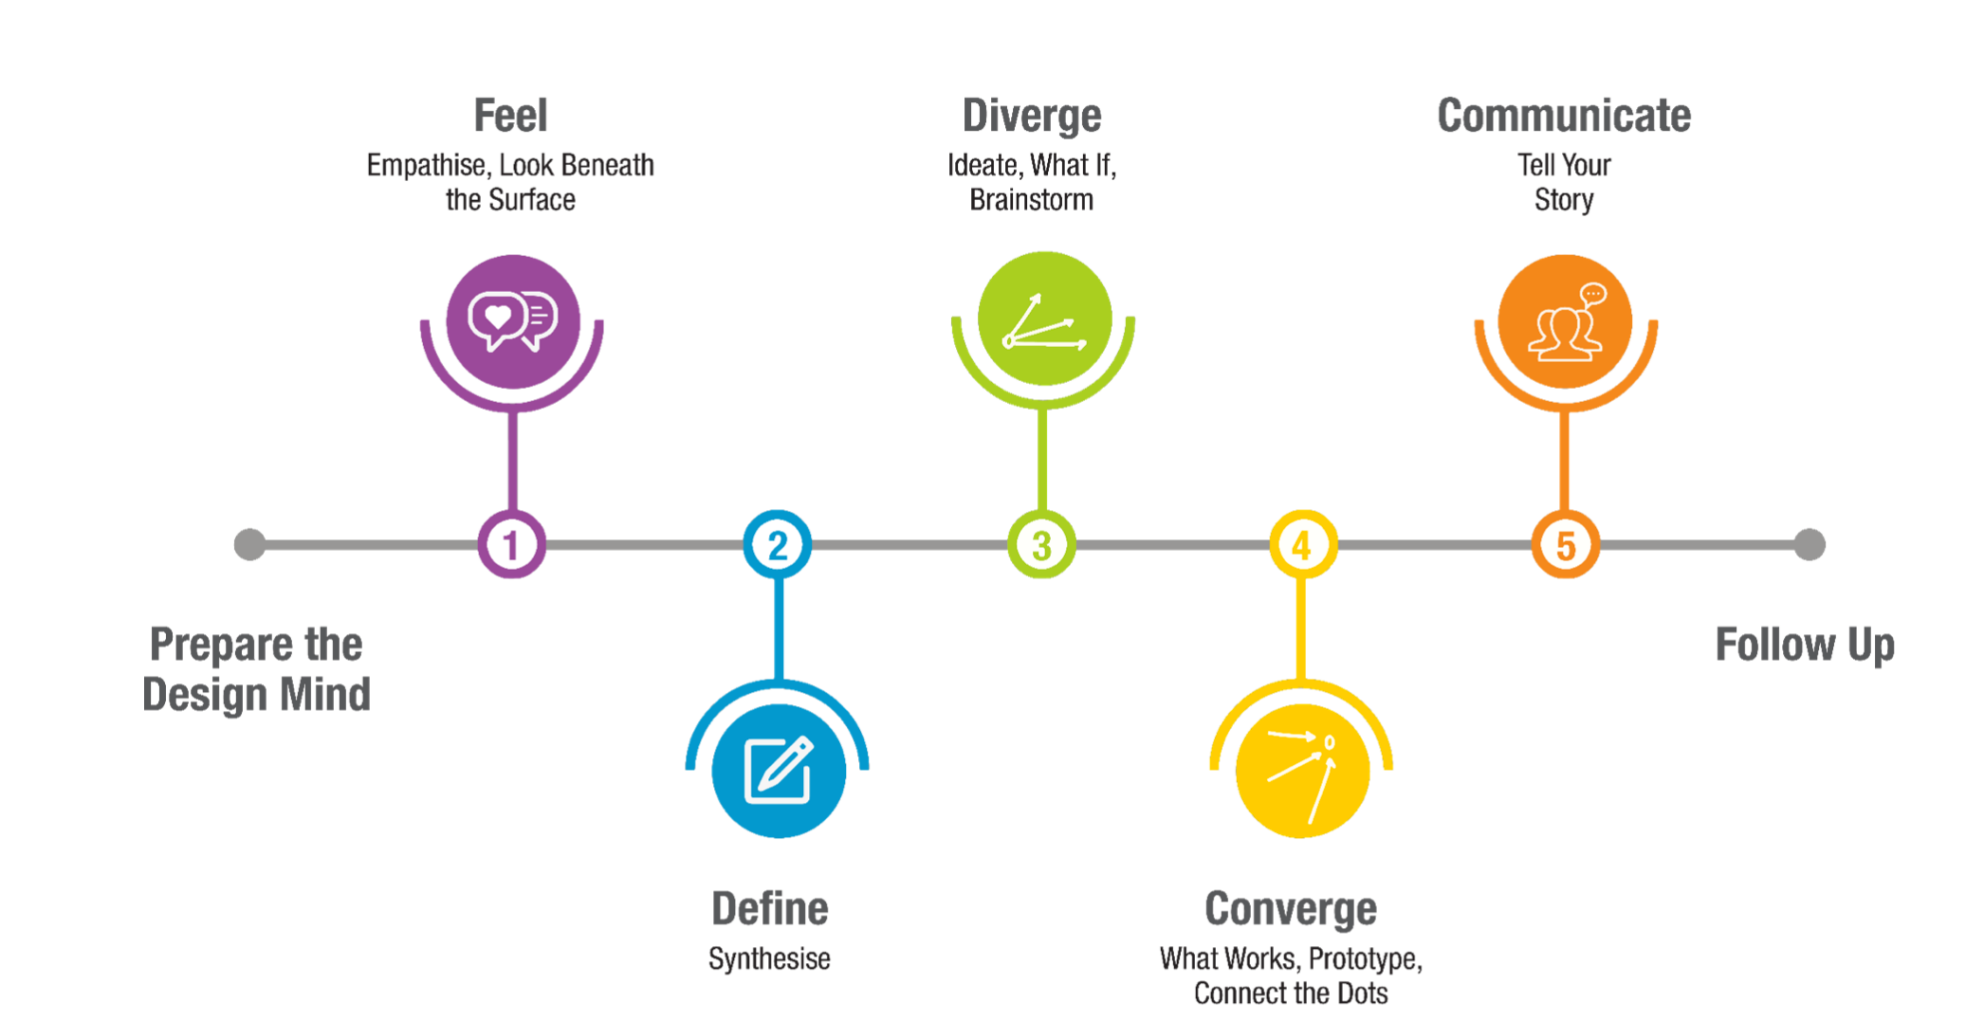 Feel
Empathise, Look Beneath
the Surface
Diverge
Ideate, What If,
Brainstorm
Communicate
Tell Your
Story
1
2
3
4
5
Prepare the
Design Mind
Follow Up
Define
Synthesise
Converge
What Works, Prototype,
Connect the Dots